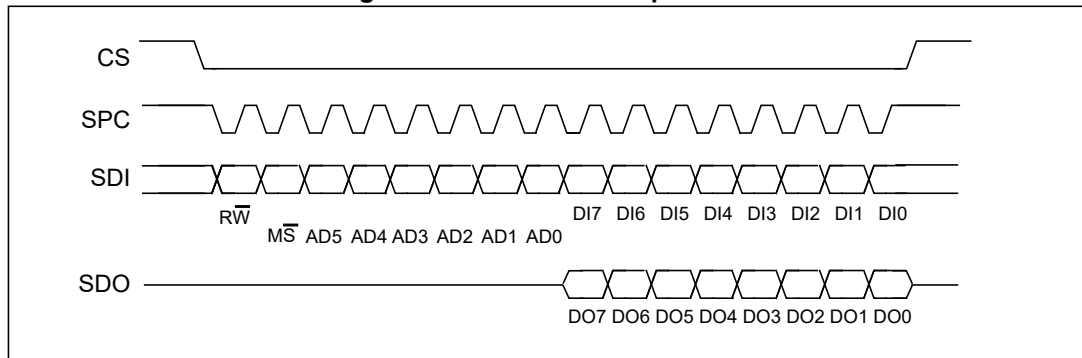 CS
SPC
SDI
RW̅
DI7 DI6 DI5 DI4 DI3 DI2 DI1 DI0
MS̅ AD5 AD4 AD3 AD2 AD1 AD0
SDO
DO7 DO6 DO5 DO4 DO3 DO2 DO1 DO0